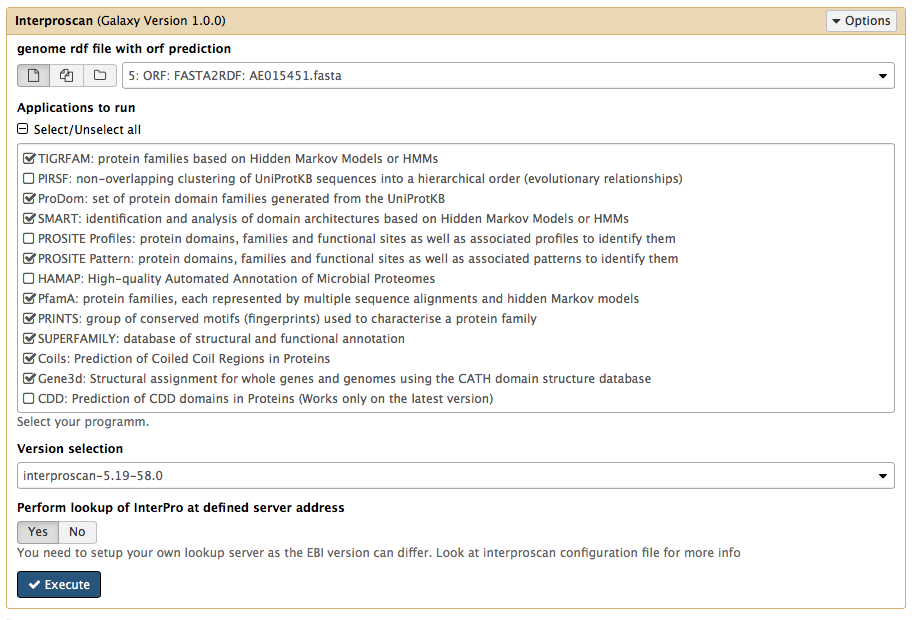 Interproscan (Galaxy Version 1.0.0)
Options
genome rdf file with orf prediction
5: ORF: FASTA2RDF: AE015451.fasta
Applications to run
Select/Unselect all
TIGRFAM: protein families based on Hidden Markov Models or HMMs
PIRSF: non-overlapping clustering of UniProtKB sequences into a hierarchical order (evolutionary relationships)
ProDom: set of protein domain families generated from the UniProtKB
SMART: identification and analysis of domain architectures based on Hidden Markov Models or HMMs
PROSITE Profiles: protein domains, families and functional sites as well as associated profiles to identify them
PROSITE Pattern: protein domains, families and functional sites as well as associated patterns to identify them
HAMAP: High-quality Automated Annotation of Microbial Proteomes
PfamA: protein families, each represented by multiple sequence alignments and hidden Markov models
PRINTS: group of conserved motifs (fingerprints) used to characterise a protein family
SUPERFAMILY: database of structural and functional annotation
Coils: Prediction of Coiled Coil Regions in Proteins
Gene3d: Structural assignment for whole genes and genomes using the CATH domain structure database
CDD: Prediction of CDD domains in Proteins (Works only on the latest version)
Select your programm.
Version selection
interproscan-5.19-58.0
Perform lookup of InterPro at defined server address
Yes No
You need to setup your own lookup server as the EBI version can differ. Look at interproscan configuration file for more info
Execute